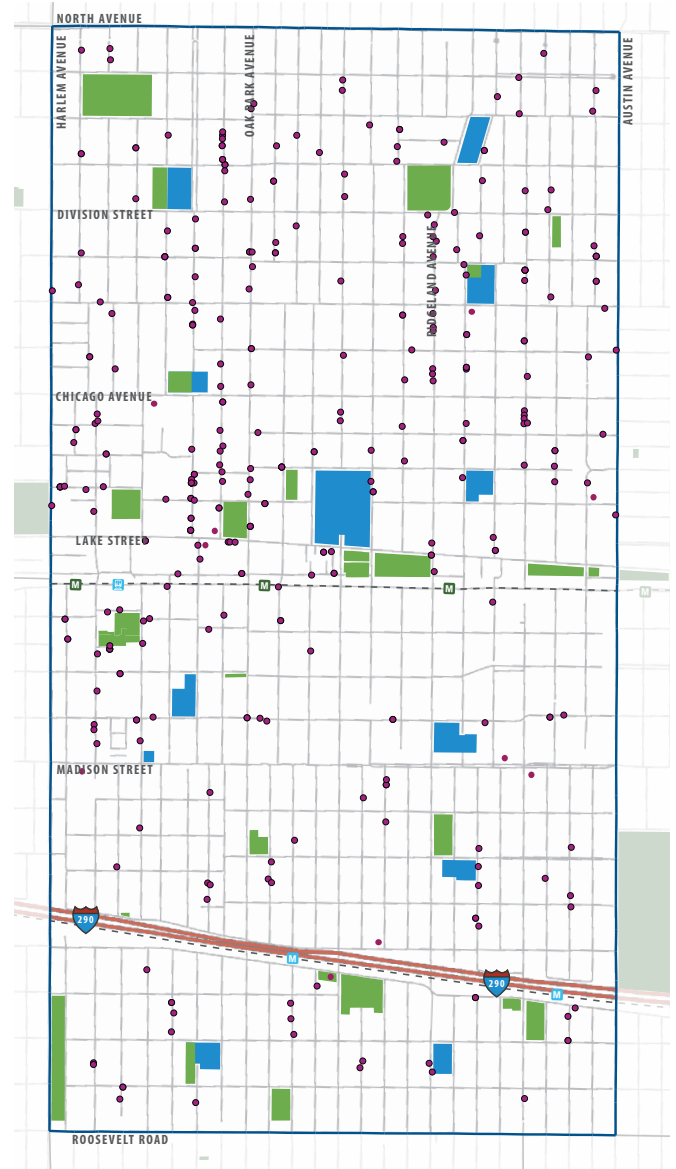 NORTH AVENUE
HARLEM AVENUE
OAK PARK AVENUE
AUSTIN AVENUE
DIVISION STREET
RIDGELAND AVENUE
CHICAGO AVENUE
LAKE STREET
M
M
M
M
MADISON STREET
290
M
290
M
ROOSEVELT ROAD